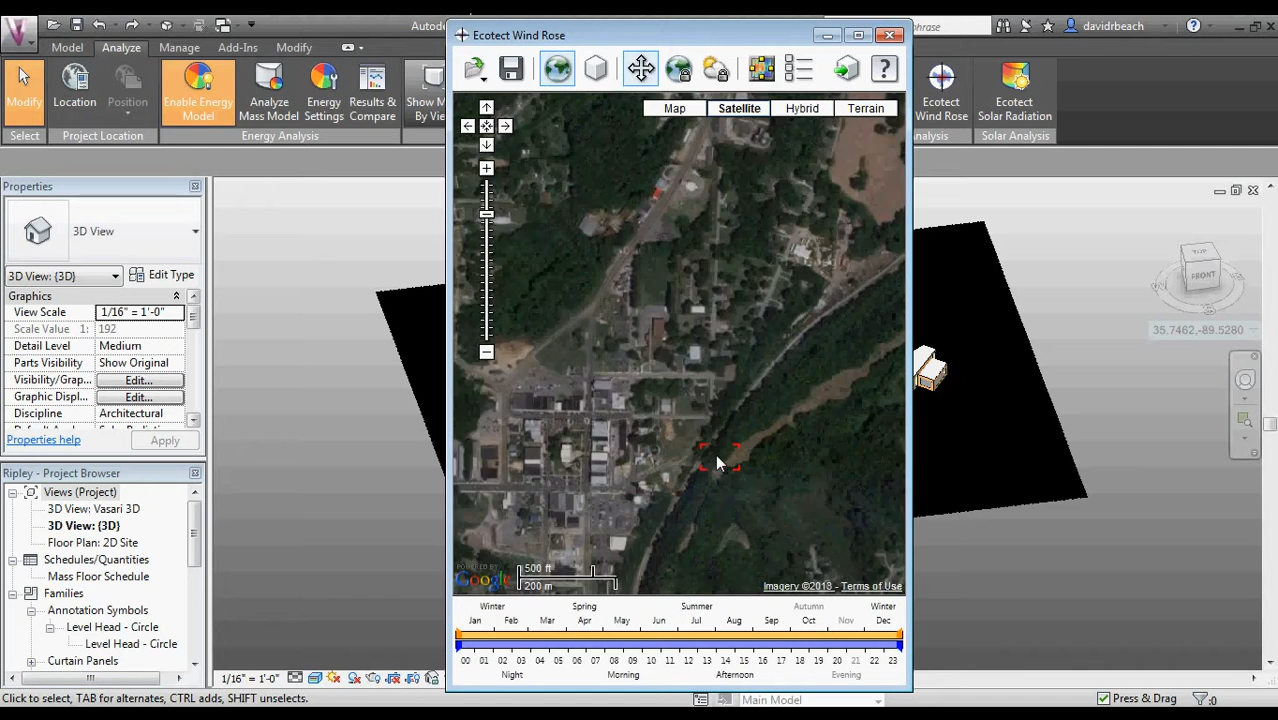 Autodes
phrase
davidrbeach
Model
Analyze
Manage
Add-Ins
Modify
Modify
Location
Position
Enable Energy
Model
Analyze
Mass Model
Energy
Settings
Results &
Compare
Show M
By Vie
Select
Project Location
Energy Analysis
Ecotect
Wind Rose
Ecotect
Solar Radiation
nalysis
Solar Analysis
Ecotect Wind Rose
Map
Satellite
Hybrid
Terrain
500 ft
200 m
POWERED BY
Google
Imagery ©2013 - Terms of Use
Winter
Spring
Summer
Autumn
Winter
Jan Feb Mar Apr May Jun Jul Aug Sep Oct Nov Dec
00 01 02 03 04 05 06 07 08 09 10 11 12 13 14 15 16 17 18 19 20 21 22 23
Night
Morning
Afternoon
Evening
Properties
3D View
3D View: {3D}
Edit Type
Graphics
View Scale
1/16" = 1'-0"
Scale Value 1:
192
Detail Level
Medium
Parts Visibility
Show Original
Visibility/Grap...
Edit...
Graphic Displ...
Edit...
Discipline
Architectural
Properties help
Apply
Ripley - Project Browser
Views (Project)
3D View: Vasari 3D
3D View: {3D}
Floor Plan: 2D Site
Schedules/Quantities
Mass Floor Schedule
Families
Annotation Symbols
Level Head - Circle
Level Head - Circle
Curtain Panels
TOP
FRONT
35.7462,-89.5280
1/16" = 1'-0"
Click to select, TAB for alternates, CTRL adds, SHIFT unselects.
Main Model
Press & Drag
:0